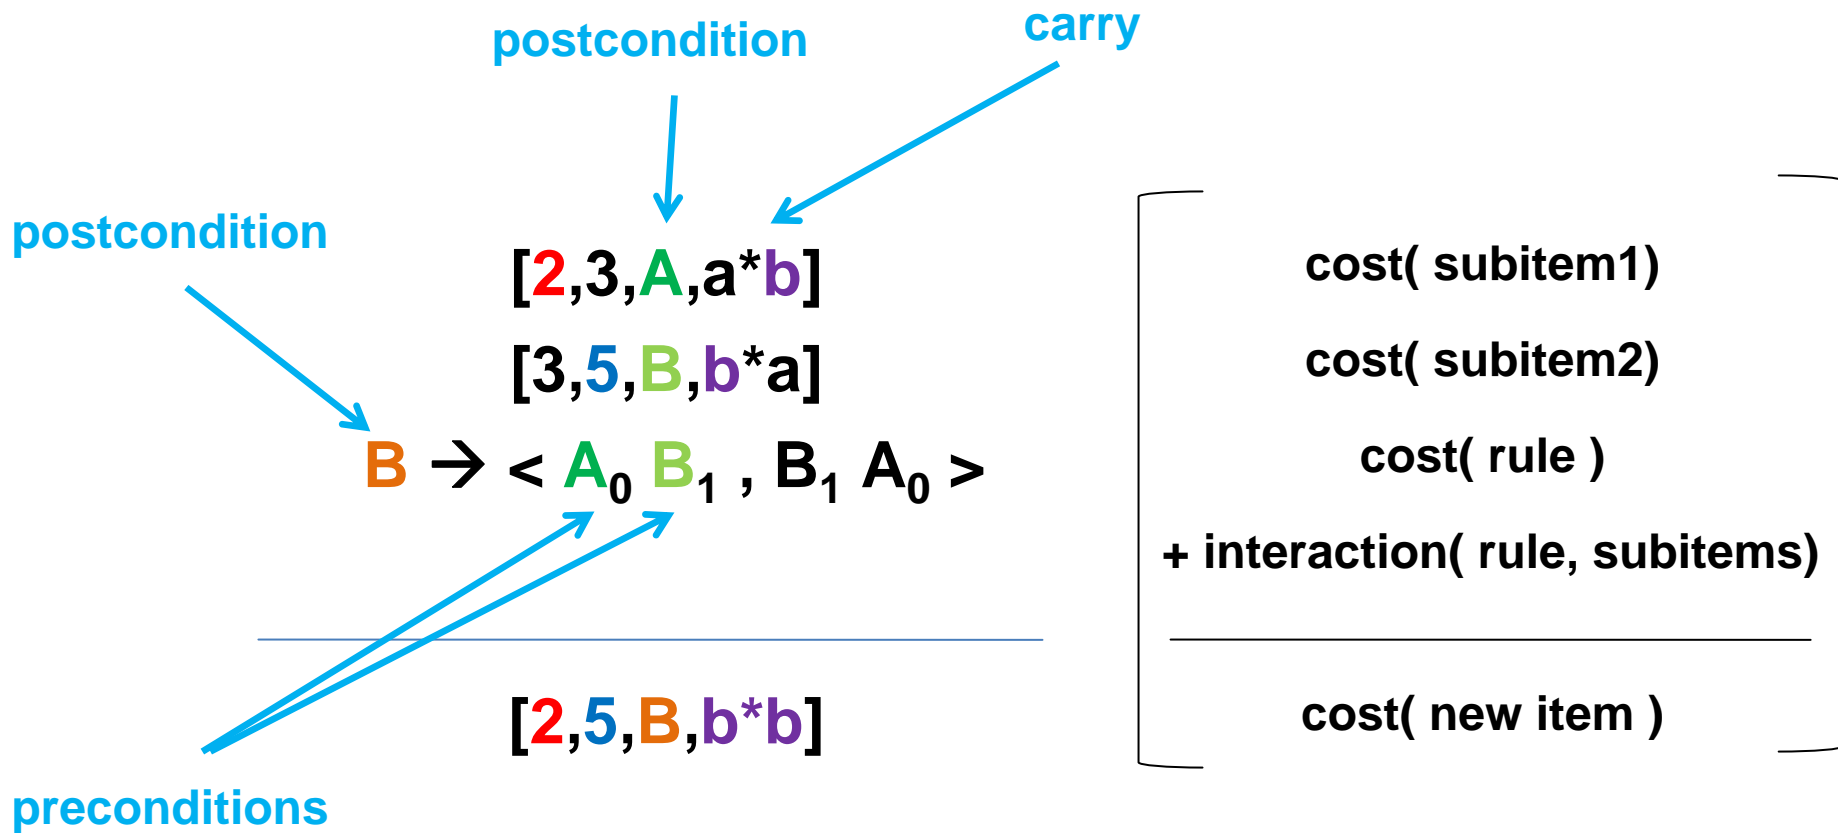 postcondition
carry
postcondition
[2,3,A,a*b]
[3,5,B,b*a]
B → < A₀ B₁ , B₁ A₀ >
[2,5,B,b*b]
preconditions
cost( subitem1)
cost( subitem2)
cost( rule )
+ interaction( rule, subitems)
cost( new item )